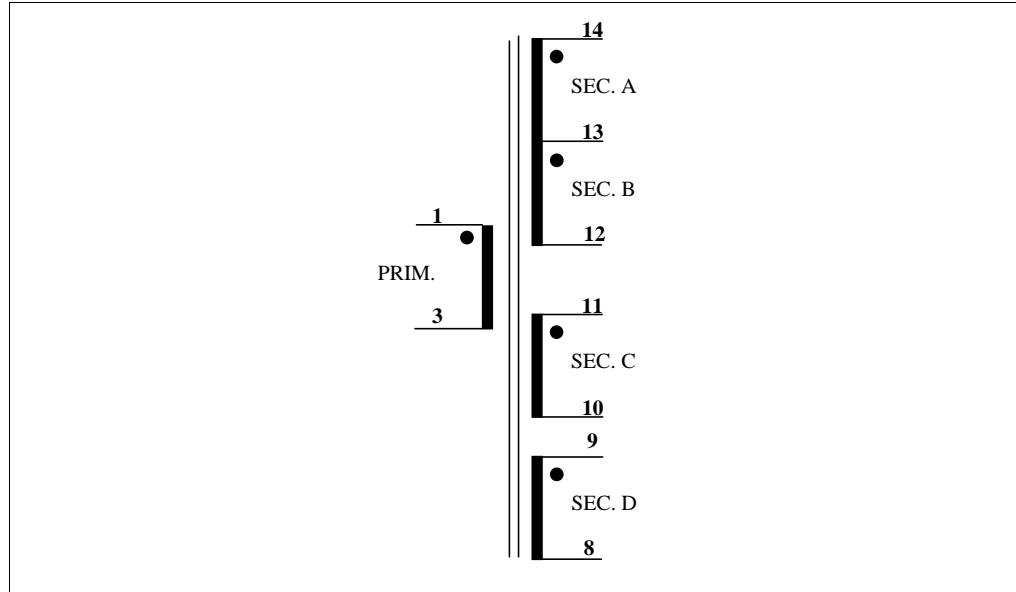 14
SEC. A
13
SEC. B
12
1
PRIM.
3
11
SEC. C
10
9
SEC. D
8